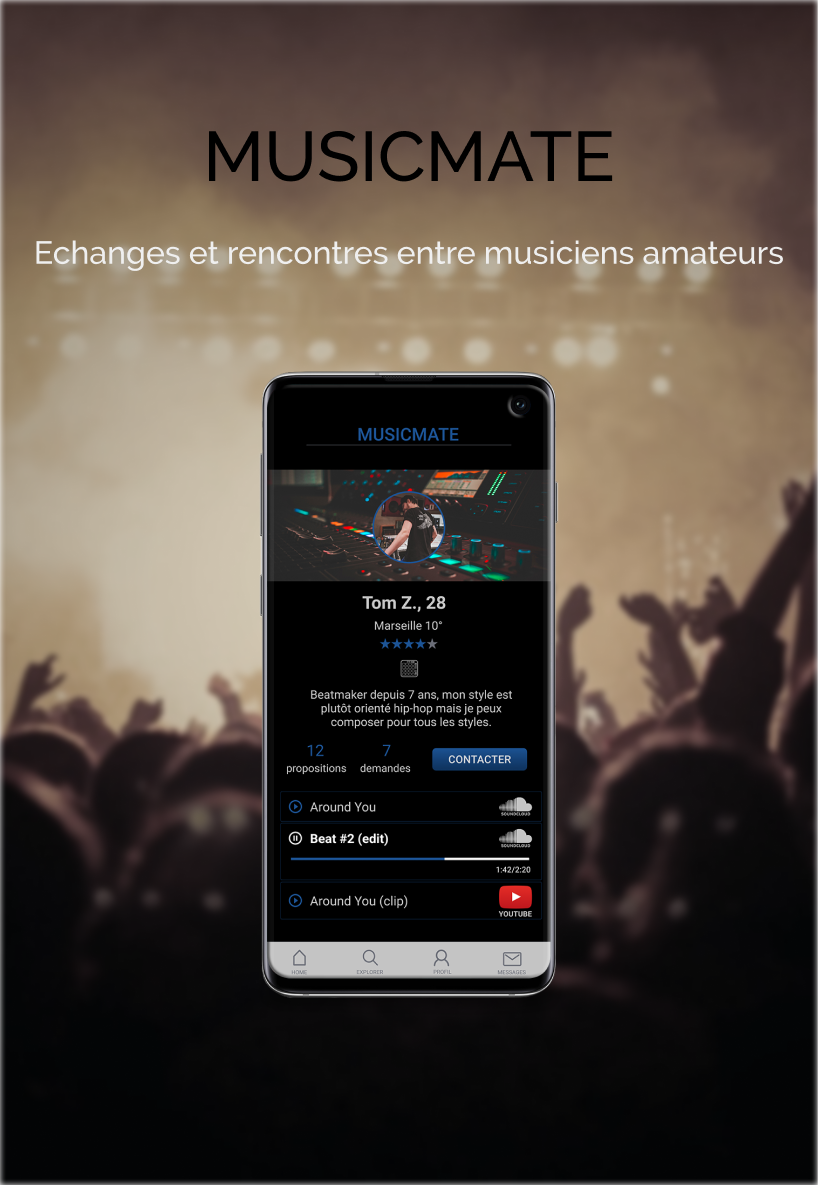 MUSICMATE
Echanges et rencontres entre musiciens amateurs
MUSICMATE
Tom Z., 28
Marseille 10°
Beatmaker depuis 7 ans, mon style est
plutôt orienté hip-hop mais je peux
composer pour tous les styles.
12 7
propositions demandes CONTACTER
Around You SOUNDCLOUD
Beat #2 (edit) SOUNDCLOUD
1:42/2:20
Around You (clip) YOUTUBE
HOME EXPLORER PROFIL MESSAGES